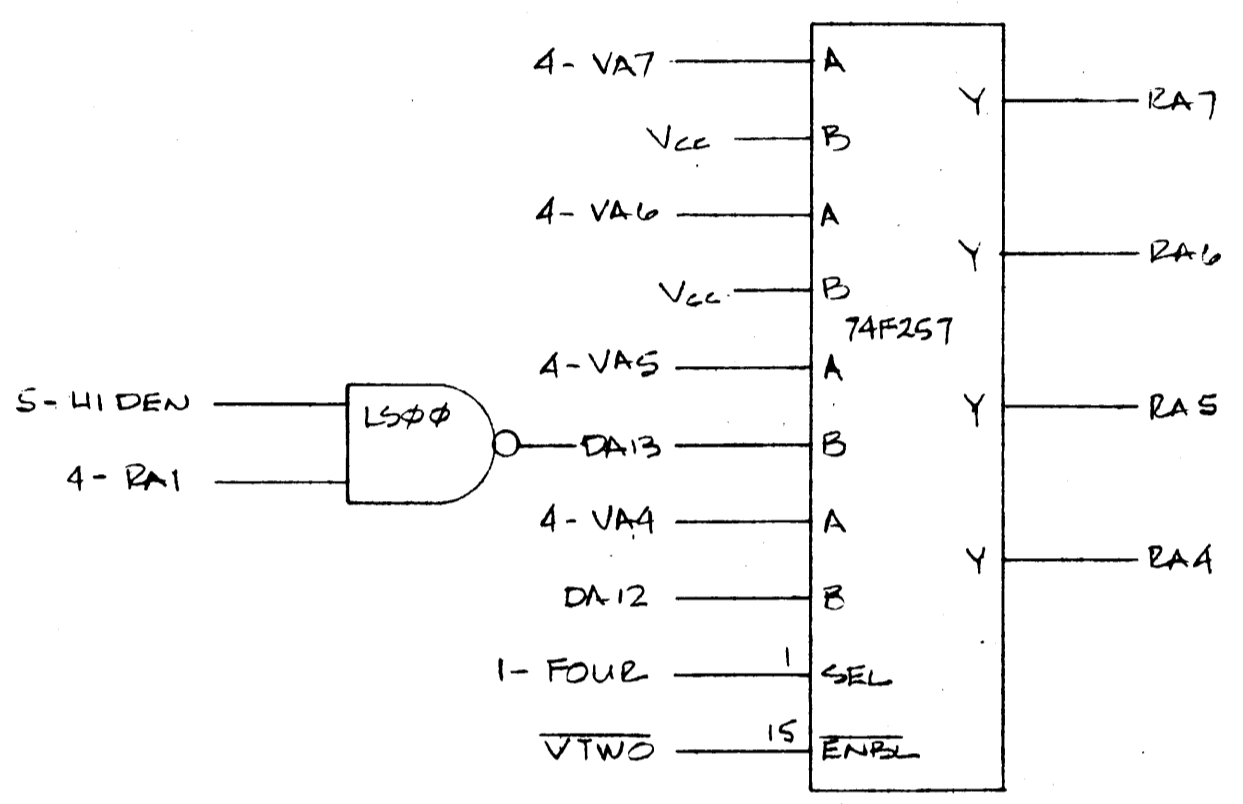 4- VA7
A
Y
RA7
Vcc
B
4- VA6
A
Y
RA6
Vcc
B
74F257
4-VA5
A
5-HIDEN
LS00
Y
RA5
DA13
B
4- RA1
4- VA4
A
Y
RA4
DA12
B
1- FOUR
1
SEL
VTWO
15
ENBL